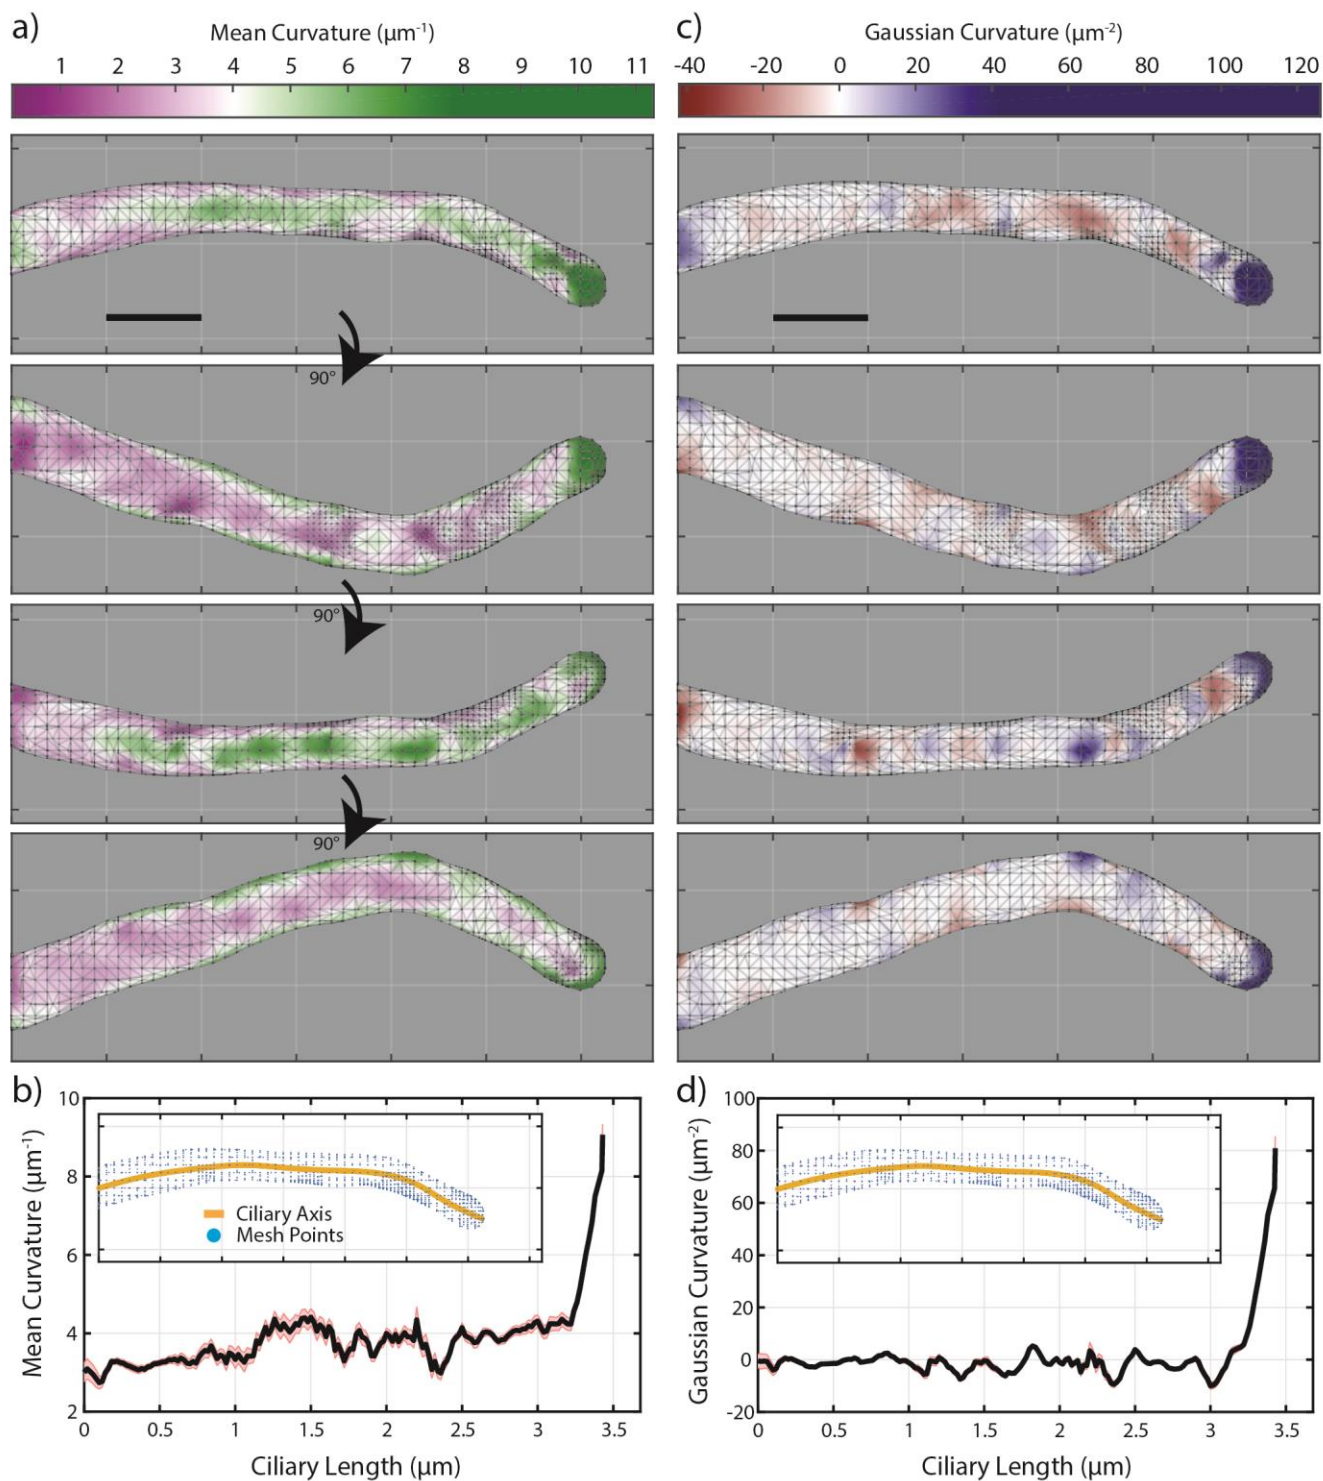 a)
Mean Curvature (µm⁻¹)
1 2 3 4 5 6 7 8 9 10 11
c)
Gaussian Curvature (µm⁻²)
-40 -20 0 20 40 60 80 100 120
90°
90°
90°
b)
10
8
6
4
2
Mean Curvature (µm⁻¹)
Ciliary Axis
Mesh Points
0 0.5 1 1.5 2 2.5 3 3.5
Ciliary Length (µm)
d)
100
80
60
40
20
0
-20
Gaussian Curvature (µm⁻²)
0 0.5 1 1.5 2 2.5 3 3.5
Ciliary Length (µm)